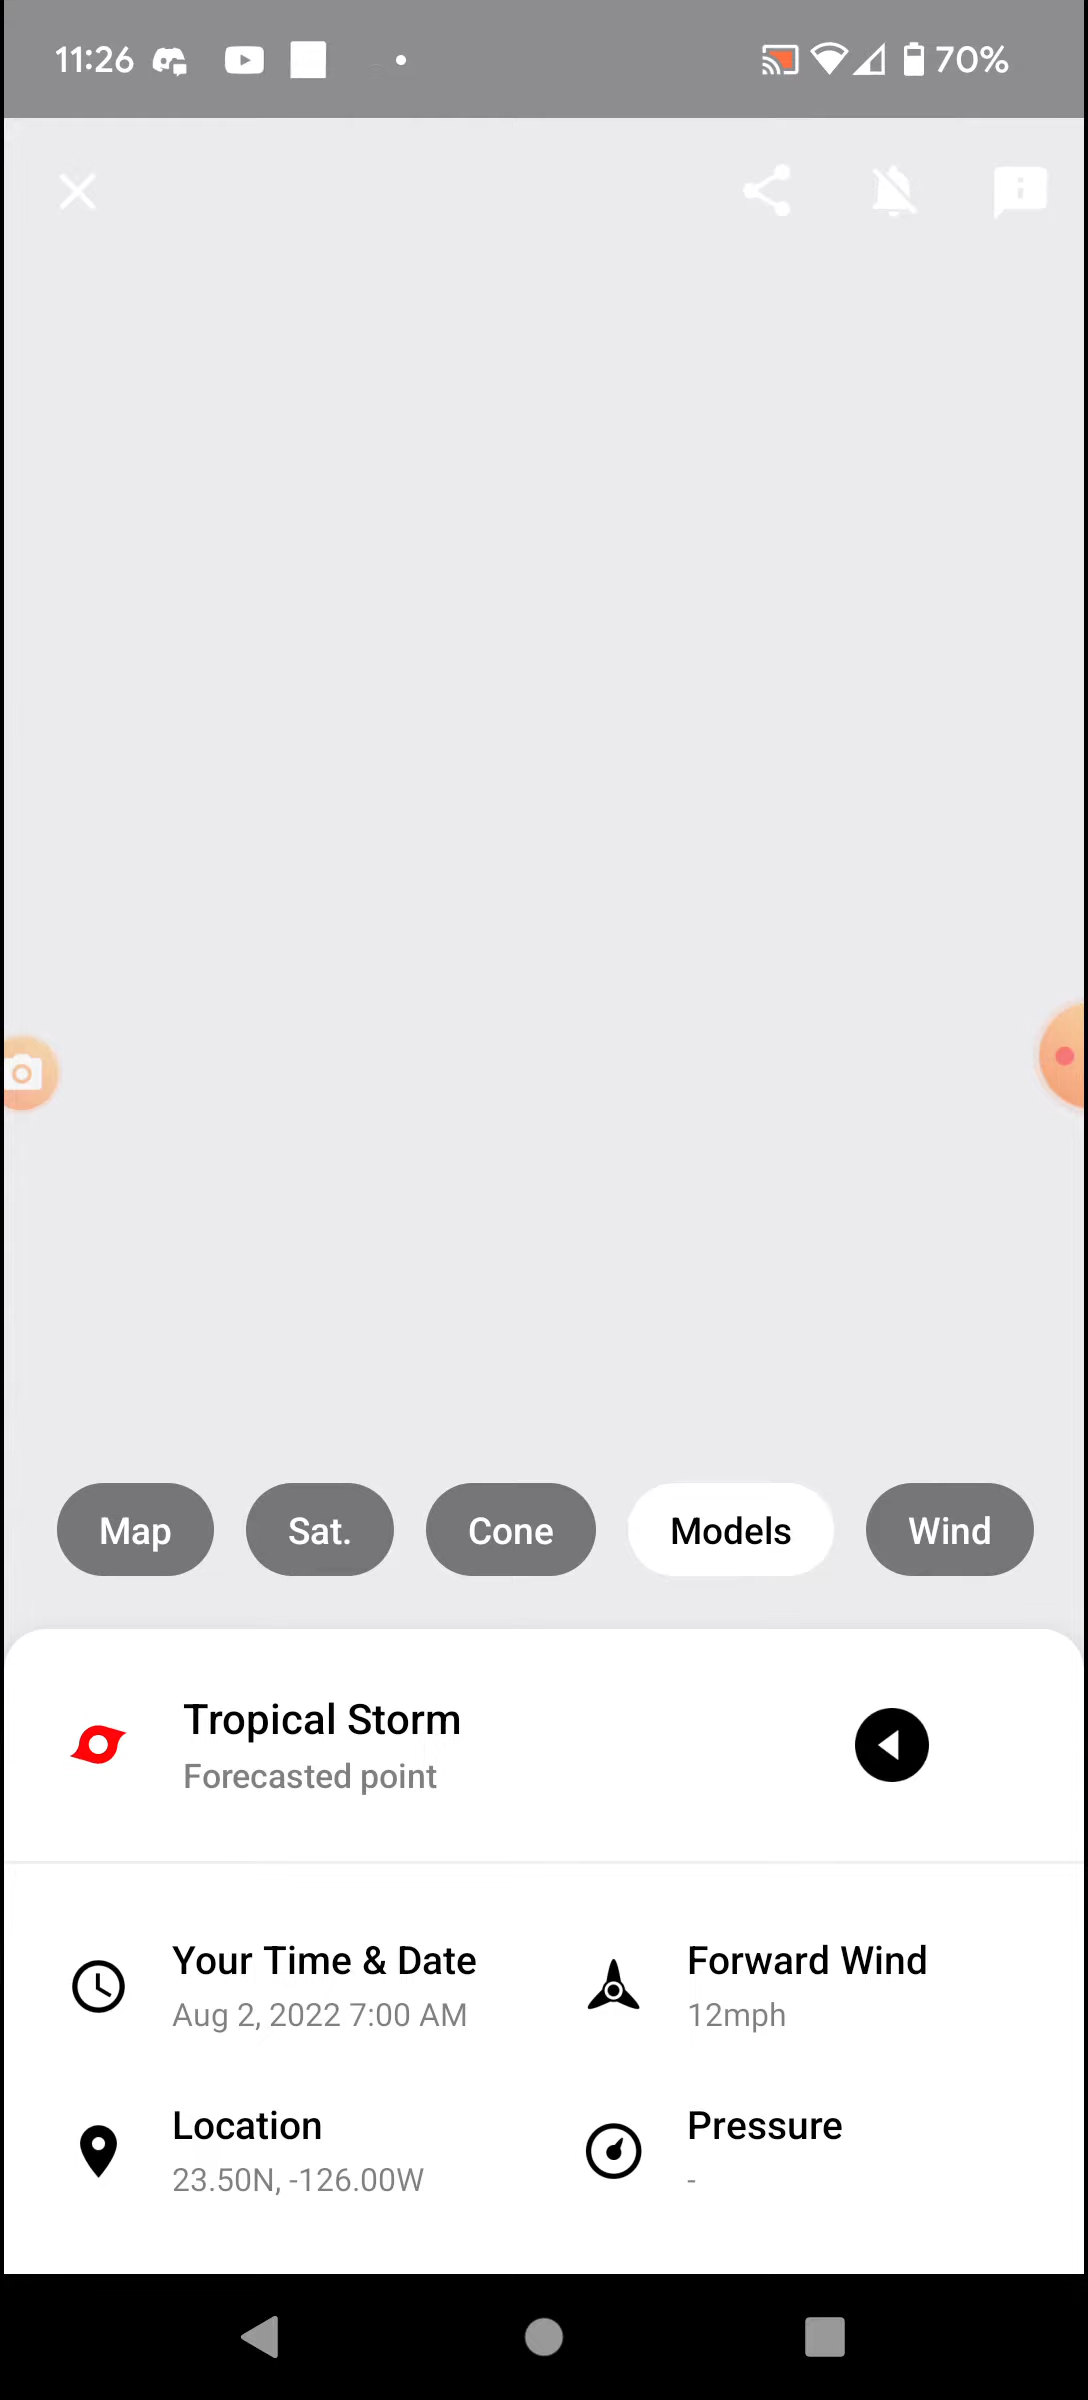 11:26
70%
Map
Sat.
Cone
Models
Wind
Tropical Storm
Forecasted point
Your Time & Date
Aug 2, 2022 7:00 AM
Forward Wind
12mph
Location
23.50N, -126.00W
Pressure
-